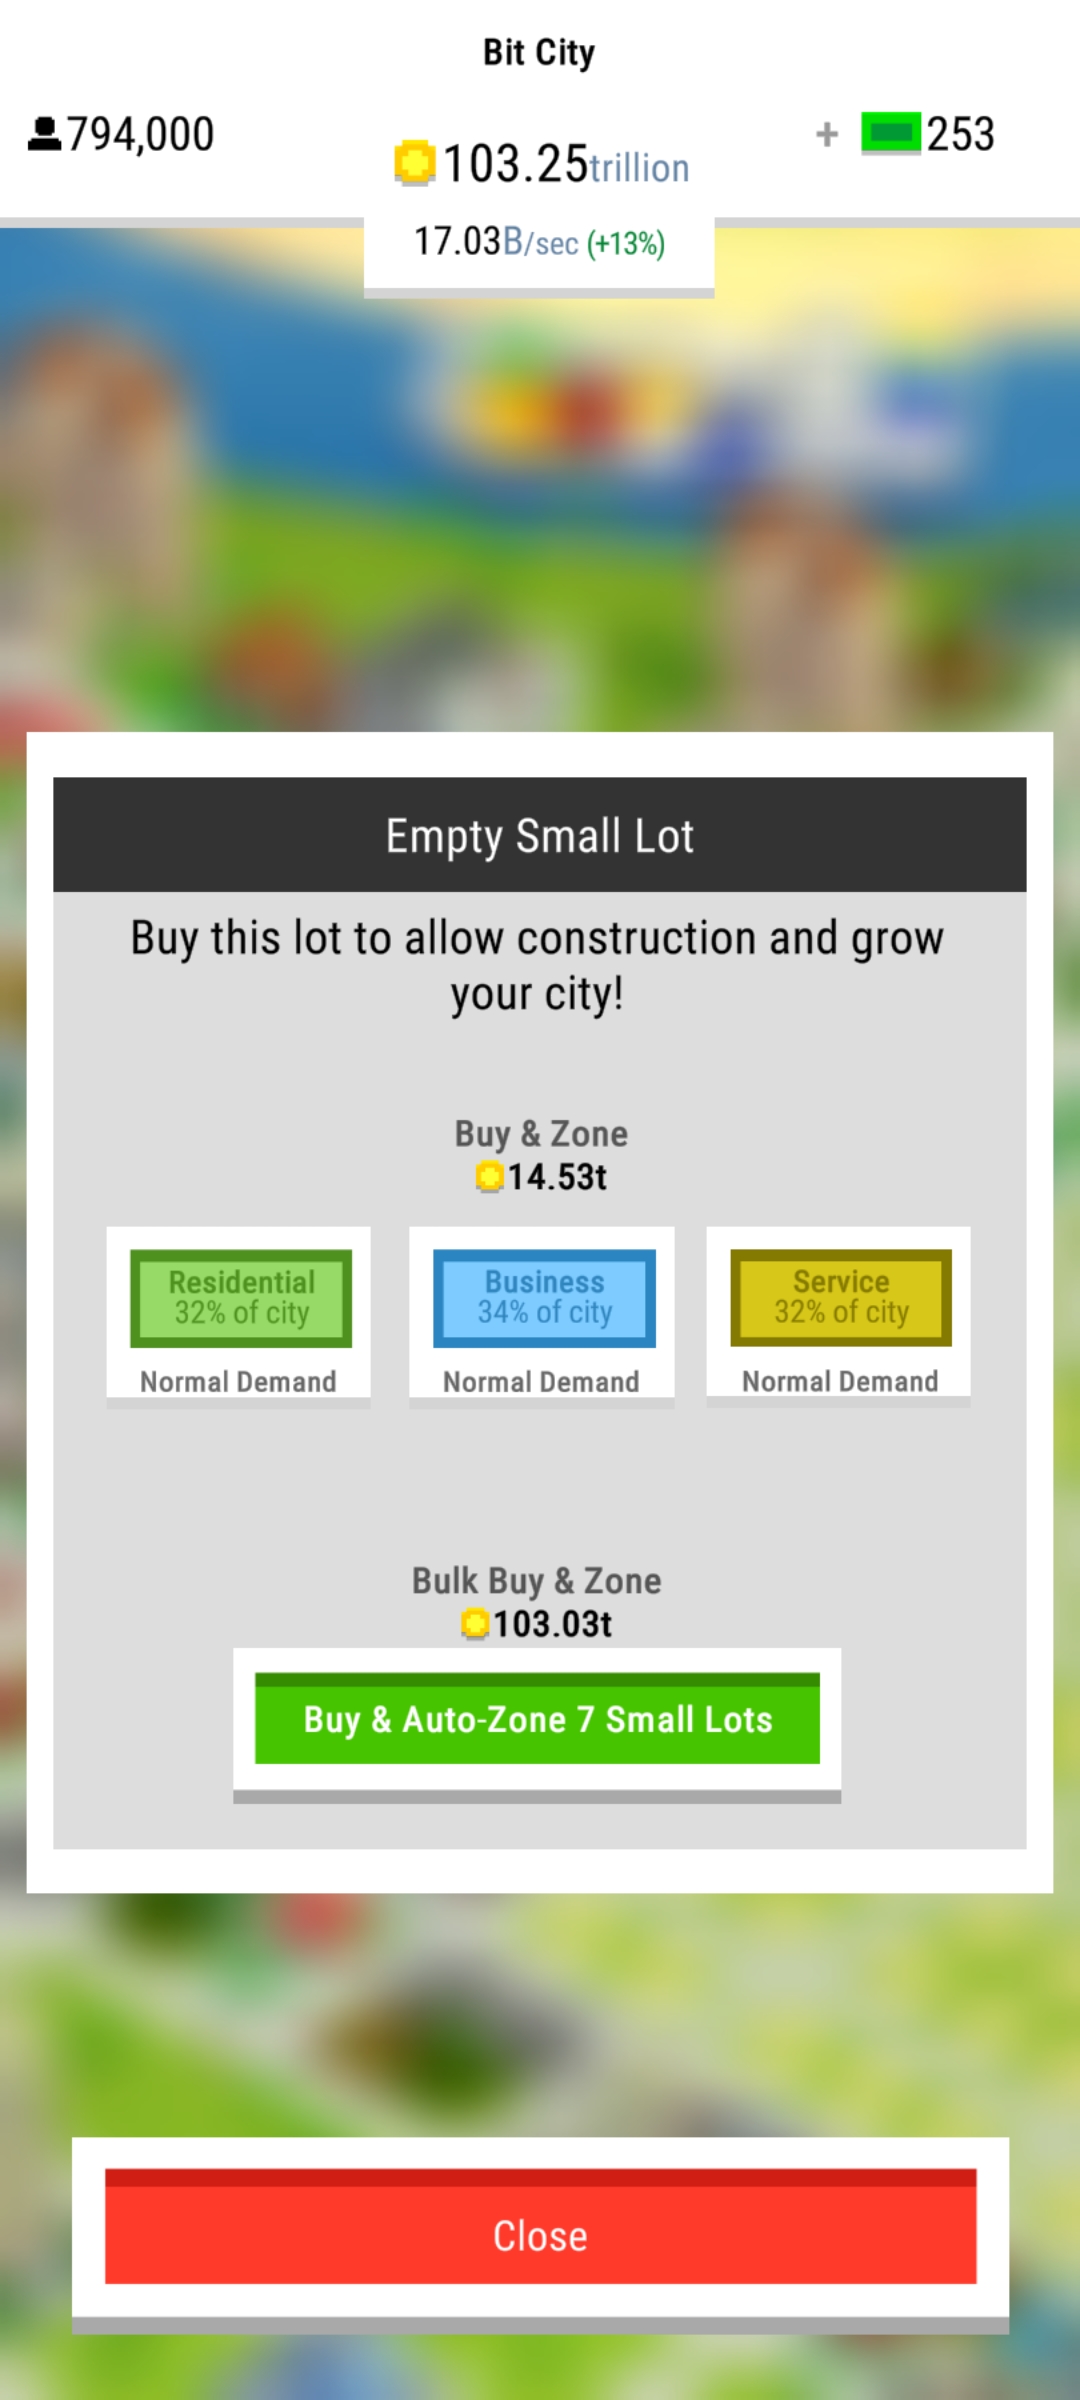 Bit City
794,000
103.25trillion
+ 253
17.03B/sec (+13%)
Empty Small Lot
Buy this lot to allow construction and grow
your city!
Buy & Zone
14.53t
Residential
32% of city
Normal Demand
Business
34% of city
Normal Demand
Service
32% of city
Normal Demand
Bulk Buy & Zone
103.03t
Buy & Auto-Zone 7 Small Lots
Close